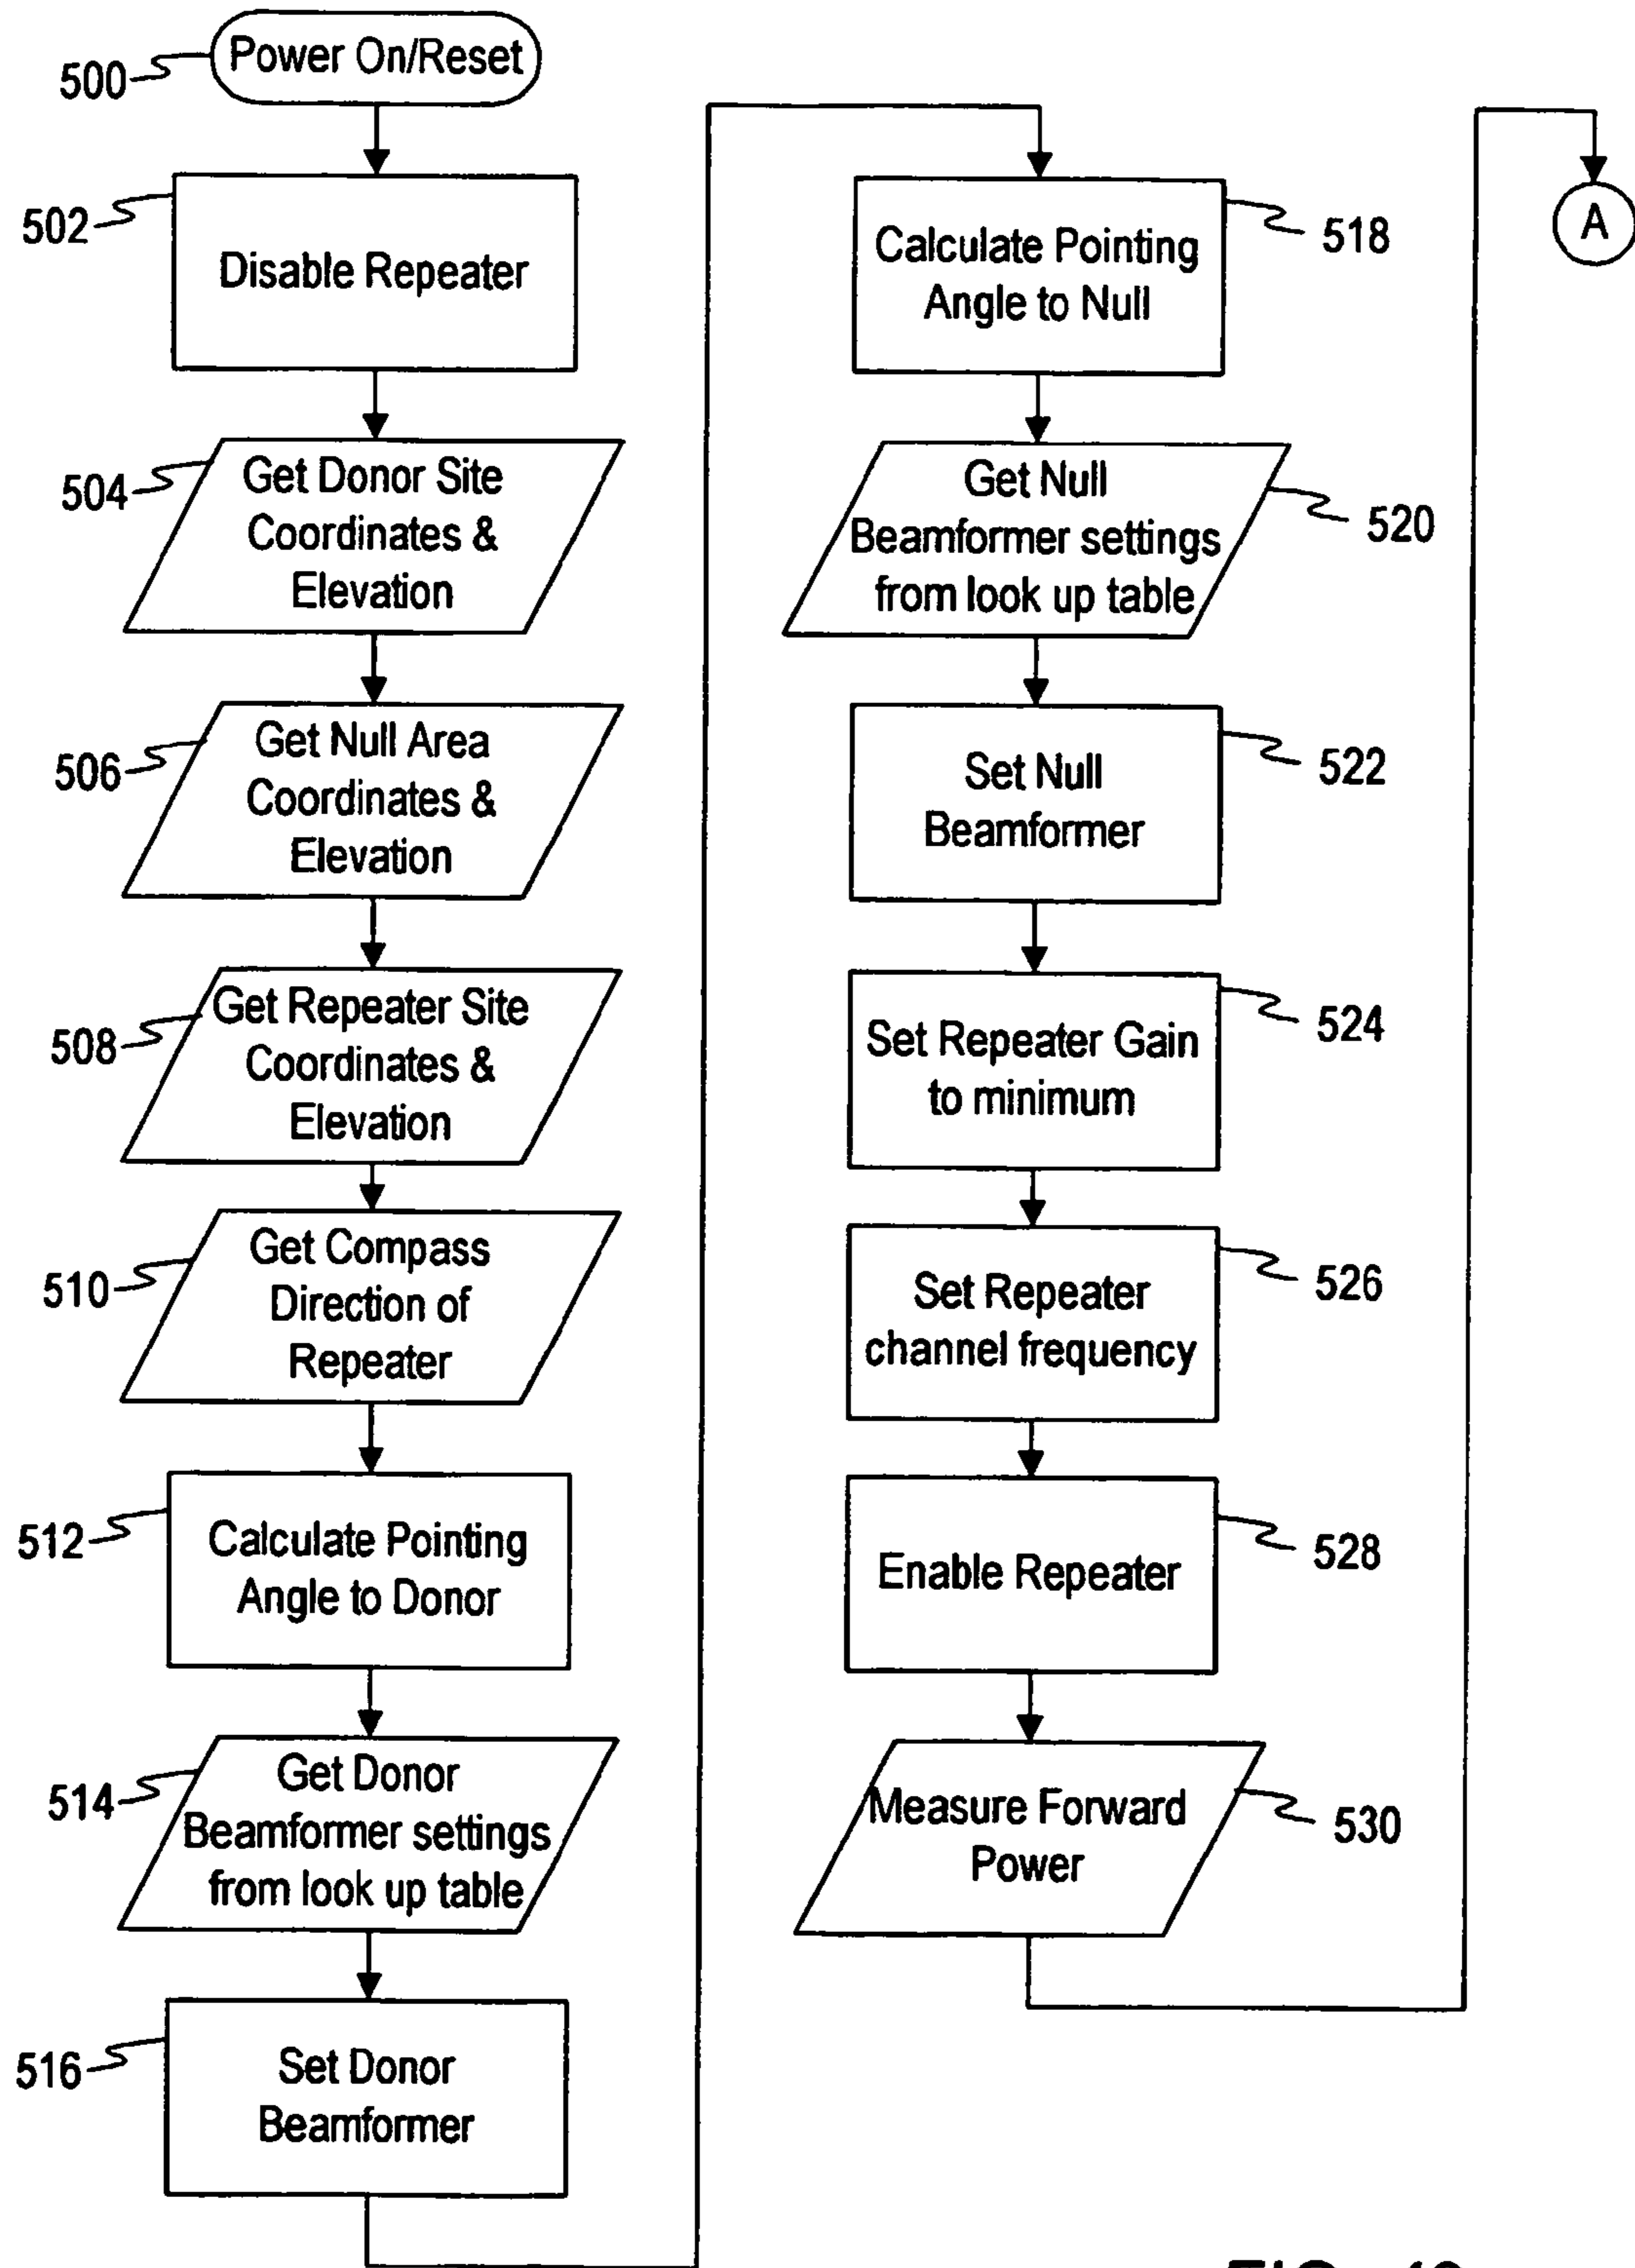 500
Power On/Reset
502
Disable Repeater
504
Get Donor Site
Coordinates &
Elevation
506
Get Null Area
Coordinates &
Elevation
508
Get Repeater Site
Coordinates &
Elevation
510
Get Compass
Direction of
Repeater
512
Calculate Pointing
Angle to Donor
514
Get Donor
Beamformer settings
from look up table
516
Set Donor
Beamformer
518
Calculate Pointing
Angle to Null
520
Get Null
Beamformer settings
from look up table
522
Set Null
Beamformer
524
Set Repeater Gain
to minimum
526
Set Repeater
channel frequency
528
Enable Repeater
530
Measure Forward
Power
A